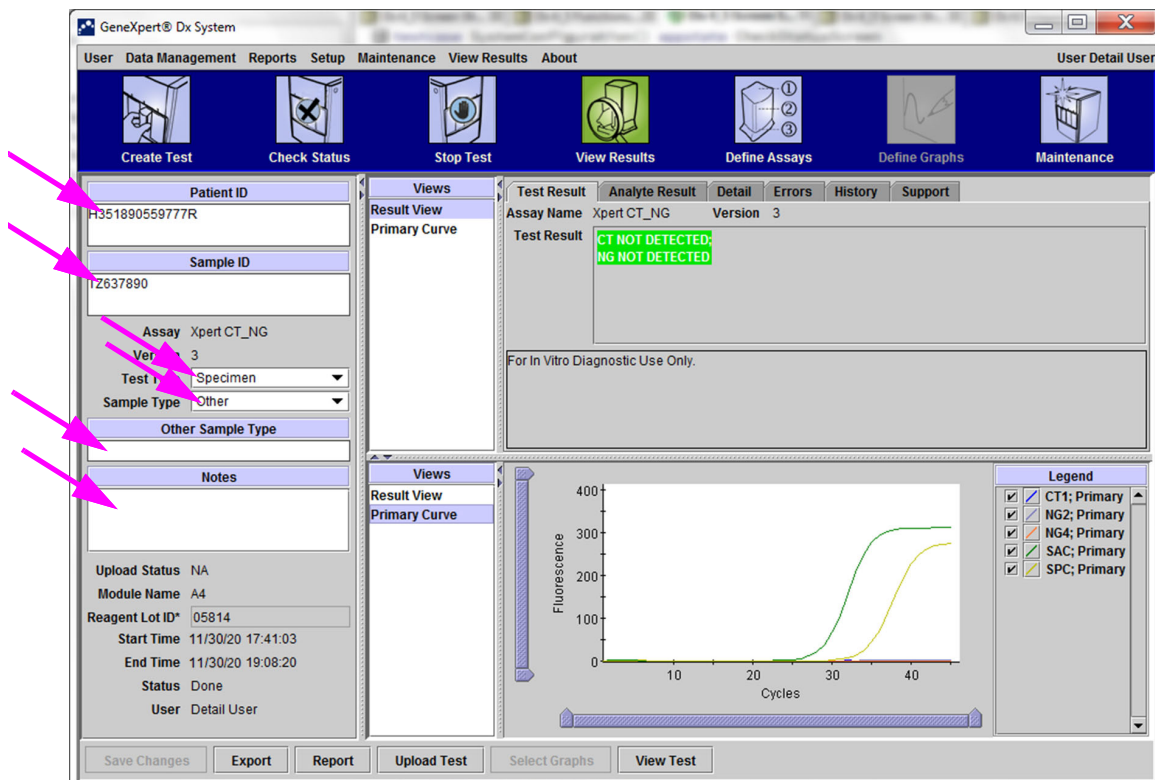 GeneXpert® Dx System
User Data Management Reports Setup Maintenance View Results About User Detail User
Create Test Check Status Stop Test View Results Define Assays Define Graphs Maintenance
Patient ID
H351890559777R
Sample ID
TZ637890
Assay Xpert CT_NG
Version 3
Test Type Specimen
Sample Type Other
Other Sample Type
Notes
Upload Status NA
Module Name A4
Reagent Lot ID* 05814
Start Time 11/30/20 17:41:03
End Time 11/30/20 19:08:20
Status Done
User Detail User
Views
Result View
Primary Curve
Test Result Analyte Result Detail Errors History Support
Assay Name Xpert CT_NG Version 3
Test Result CT NOT DETECTED;
NG NOT DETECTED
For In Vitro Diagnostic Use Only.
Views
Result View
Primary Curve
400
300
200
100
0
Fluorescence
10 20 30 40
Cycles
Legend
CT1; Primary
NG2; Primary
NG4; Primary
SAC; Primary
SPC; Primary
Save Changes Export Report Upload Test Select Graphs View Test